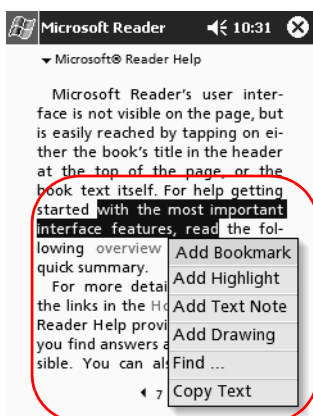 Microsoft Reader 10:31
Microsoft® Reader Help
Microsoft Reader's user inter-
face is not visible on the page, but
is easily reached by tapping on ei-
ther the book's title in the header
at the top of the page, or the
book text itself. For help getting
started with the most important
interface features, read the fol-
lowing overview
quick summary.
For more detai
the links in the Ho
Reader Help provi
you find answers a
sible. You can als
7
Add Bookmark
Add Highlight
Add Text Note
Add Drawing
Find ...
Copy Text